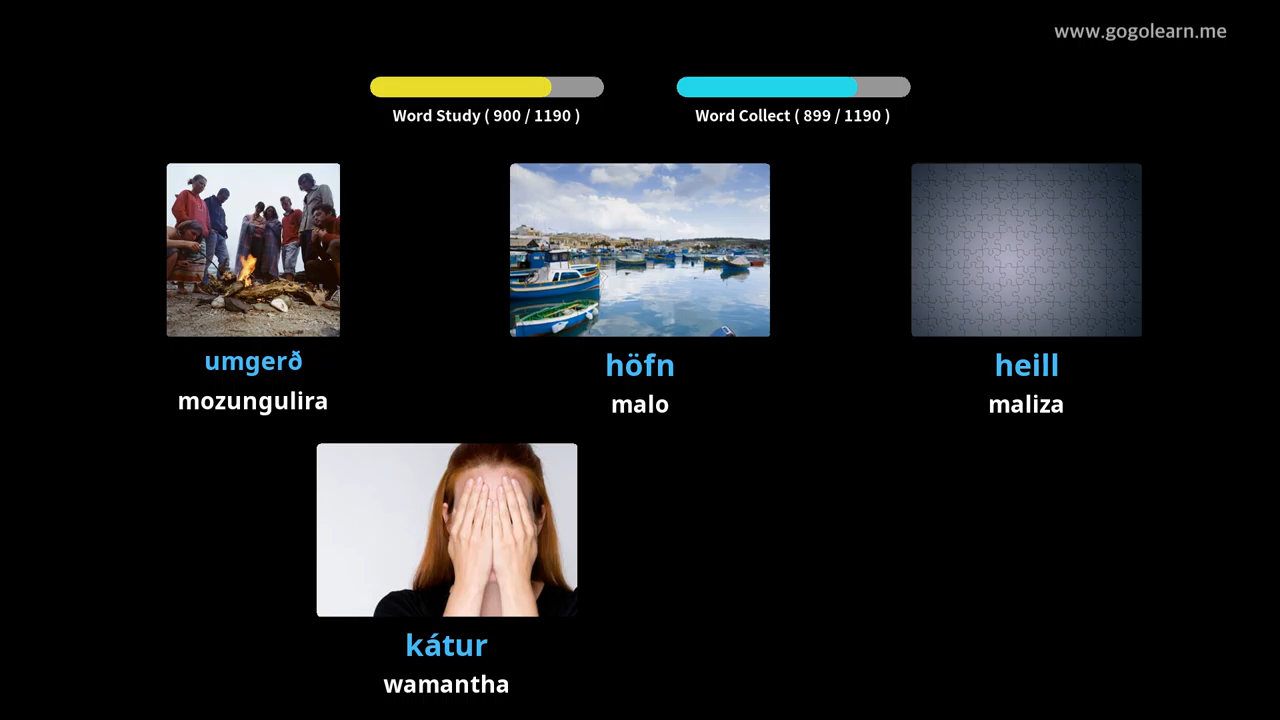 www.gogolearn.me
Word Study ( 900 / 1190 )
Word Collect ( 899 / 1190 )
umgerð
mozungulira
höfn
malo
heill
maliza
kátur
wamantha